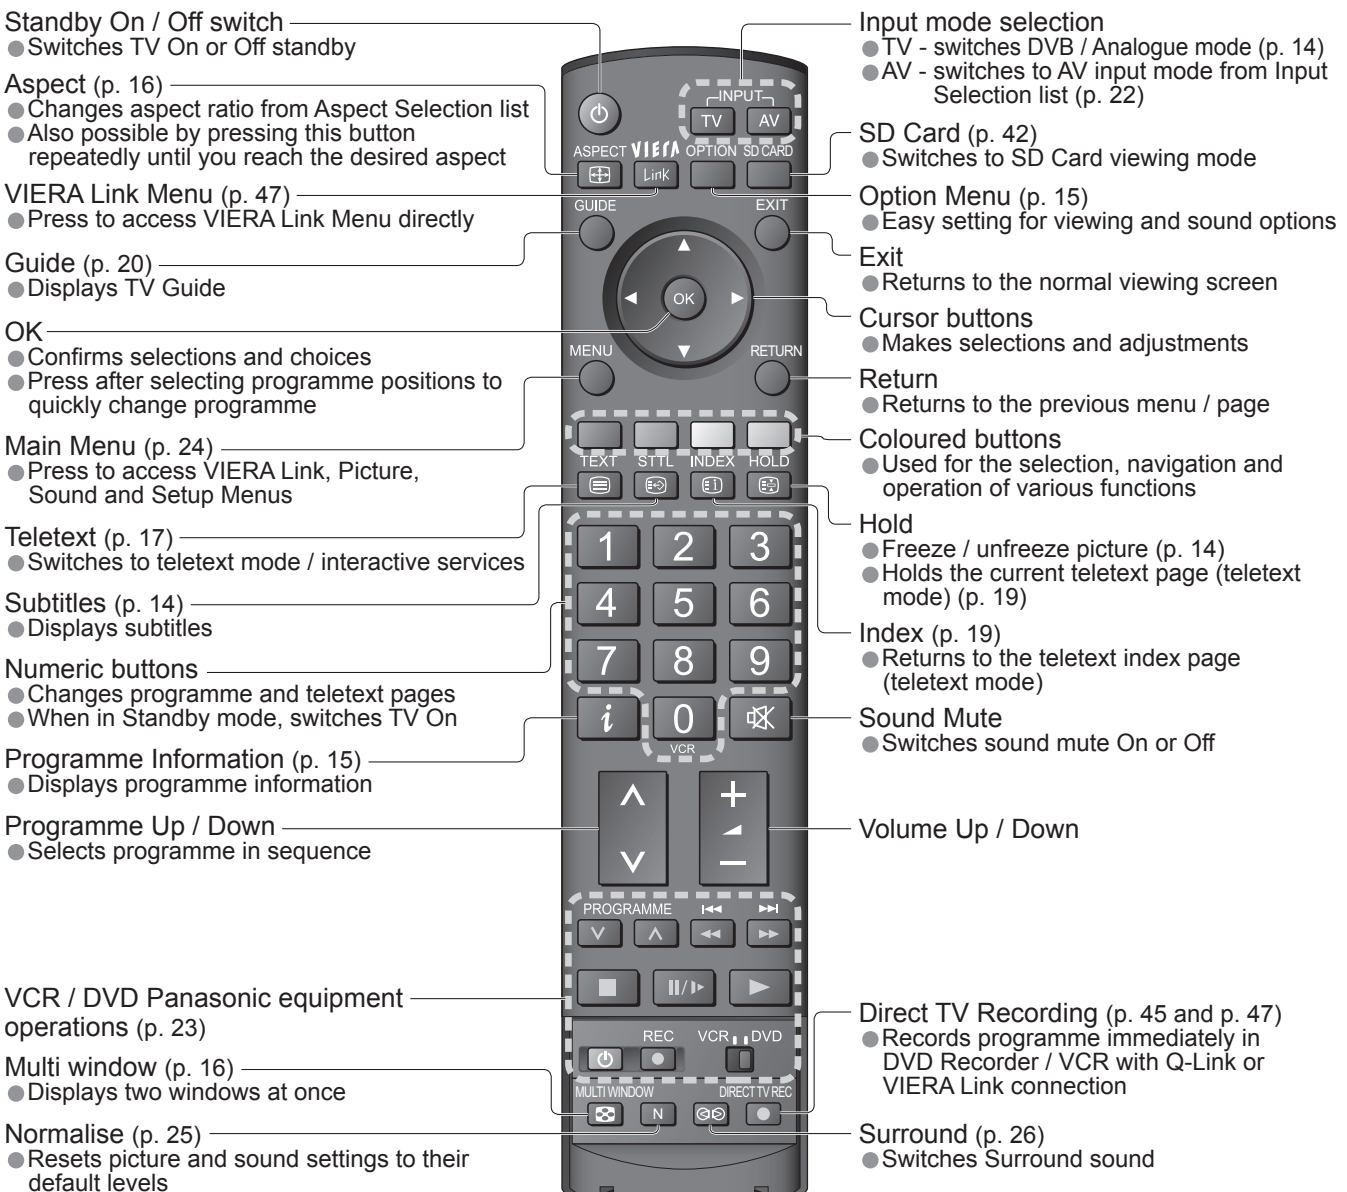 Standby On / Off switch
●Switches TV On or Off standby
Aspect (p. 16)
●Changes aspect ratio from Aspect Selection list
●Also possible by pressing this button
repeatedly until you reach the desired aspect
VIERA Link Menu (p. 47)
●Press to access VIERA Link Menu directly
Guide (p. 20)
●Displays TV Guide
OK
●Confirms selections and choices
●Press after selecting programme positions to
quickly change programme
Main Menu (p. 24)
●Press to access VIERA Link, Picture,
Sound and Setup Menus
Teletext (p. 17)
●Switches to teletext mode / interactive services
Subtitles (p. 14)
●Displays subtitles
Numeric buttons
●Changes programme and teletext pages
●When in Standby mode, switches TV On
Programme Information (p. 15)
●Displays programme information
Programme Up / Down
●Selects programme in sequence
VCR / DVD Panasonic equipment
operations (p. 23)
Multi window (p. 16)
●Displays two windows at once
Normalise (p. 25)
●Resets picture and sound settings to their
default levels
INPUT
TV AV
ASPECT VIERA OPTION SD CARD
Link
GUIDE EXIT
OK
MENU RETURN
TEXT STTL INDEX HOLD
1 2 3
4 5 6
7 8 9
i 0
VCR
+
−
PROGRAMME
REC VCR DVD
MULTI WINDOW DIRECT TV REC
N
Input mode selection
●TV - switches DVB / Analogue mode (p. 14)
●AV - switches to AV input mode from Input
Selection list (p. 22)
SD Card (p. 42)
●Switches to SD Card viewing mode
Option Menu (p. 15)
●Easy setting for viewing and sound options
Exit
●Returns to the normal viewing screen
Cursor buttons
●Makes selections and adjustments
Return
●Returns to the previous menu / page
Coloured buttons
●Used for the selection, navigation and
operation of various functions
Hold
●Freeze / unfreeze picture (p. 14)
●Holds the current teletext page (teletext
mode) (p. 19)
Index (p. 19)
●Returns to the teletext index page
(teletext mode)
Sound Mute
●Switches sound mute On or Off
Volume Up / Down
Direct TV Recording (p. 45 and p. 47)
●Records programme immediately in
DVD Recorder / VCR with Q-Link or
VIERA Link connection
Surround (p. 26)
●Switches Surround sound